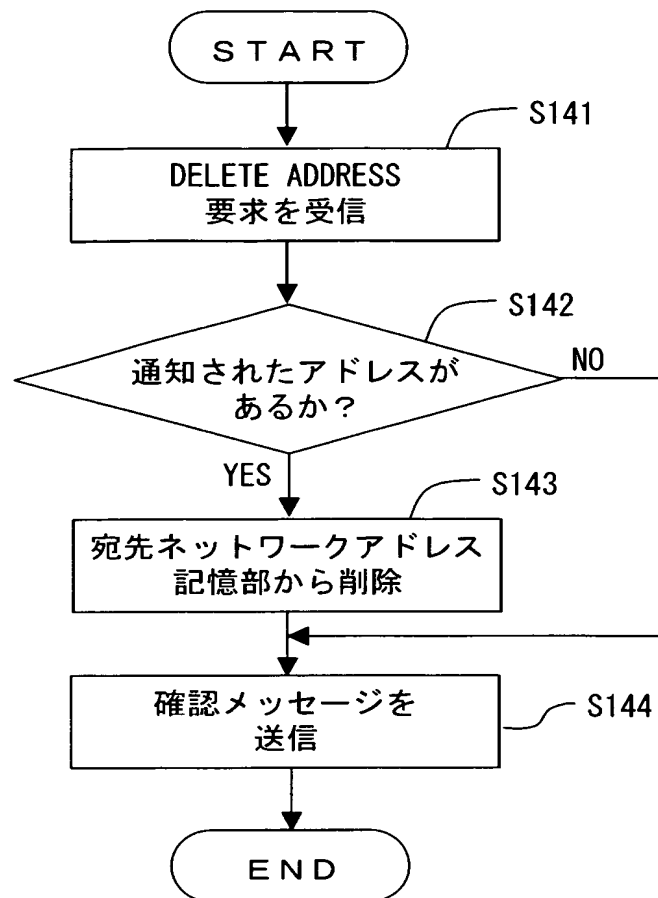 START
S141
DELETE ADDRESS
要求を受信
S142
通知されたアドレスが
あるか？
NO
YES
S143
宛先ネットワークアドレス
記憶部から削除
確認メッセージを
送信
S144
END